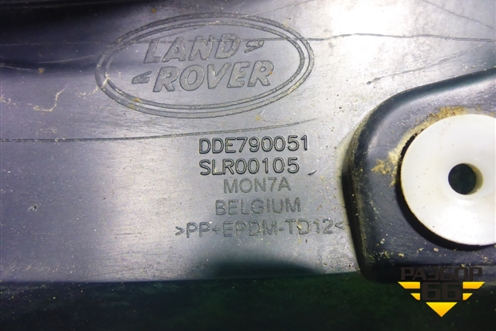 LAND
ROVER
DDE790051
SLR00105
MON7A
BELGIUM
>PP+EPDM-TD12<
РАЗБОР
66